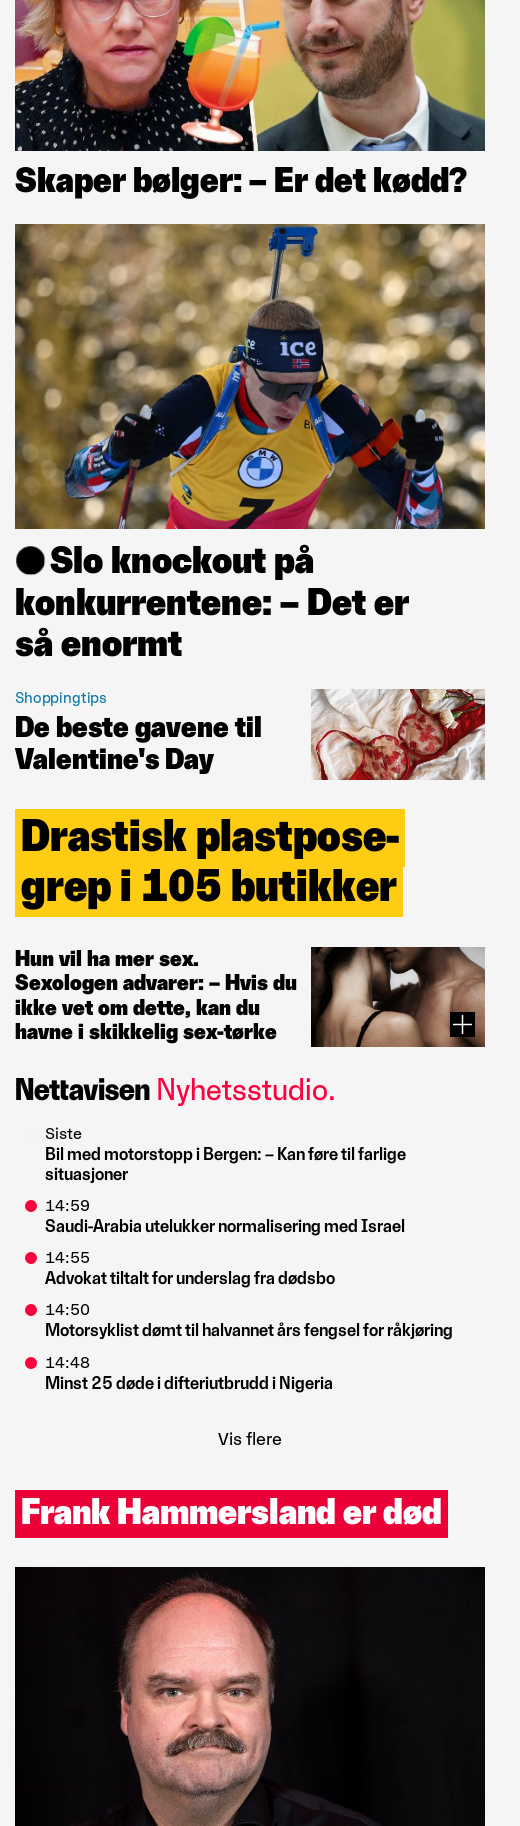 Skaper bølger: – Er det kødd?
ice
ice
BMW
7
Slo knockout på
konkurrentene: – Det er
så enormt
Shoppingtips
De beste gavene til
Valentine's Day
Drastisk plastpose-
grep i 105 butikker
Hun vil ha mer sex.
Sexologen advarer: – Hvis du
ikke vet om dette, kan du
havne i skikkelig sex-tørke
Nettavisen Nyhetsstudio.
Siste
Bil med motorstopp i Bergen: – Kan føre til farlige
situasjoner
14:59
Saudi-Arabia utelukker normalisering med Israel
14:55
Advokat tiltalt for underslag fra dødsbo
14:50
Motorsyklist dømt til halvannet års fengsel for råkjøring
14:48
Minst 25 døde i difteriutbrudd i Nigeria
Vis flere
Frank Hammersland er død